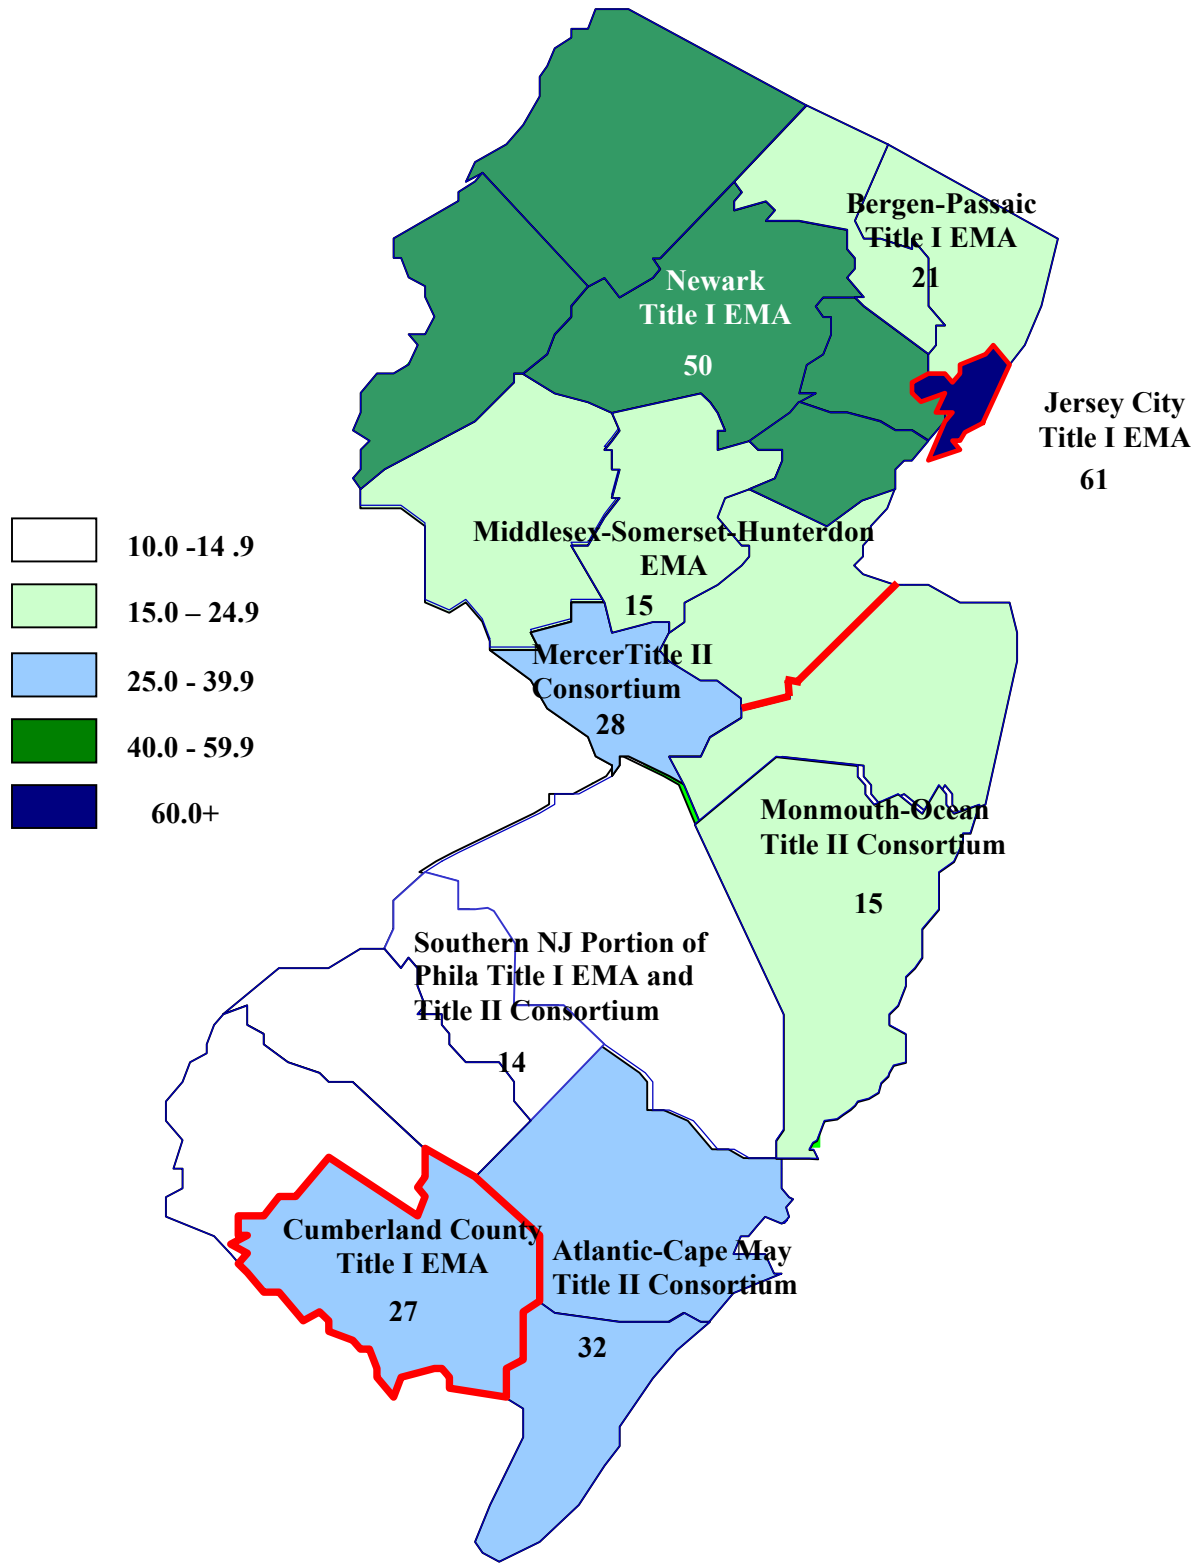 Bergen-Passaic
Title I EMA
21
Newark
Title I EMA
50
Jersey City
Title I EMA
61
Middlesex-Somerset-Hunterdon
EMA
15
10.0 -14 .9
15.0 – 24.9
25.0 - 39.9
40.0 - 59.9
60.0+
MercerTitle II
Consortium
28
Monmouth-Ocean
Title II Consortium
15
Southern NJ Portion of
Phila Title I EMA and
Title II Consortium
14
Cumberland County
Title I EMA
27
Atlantic-Cape May
Title II Consortium
32